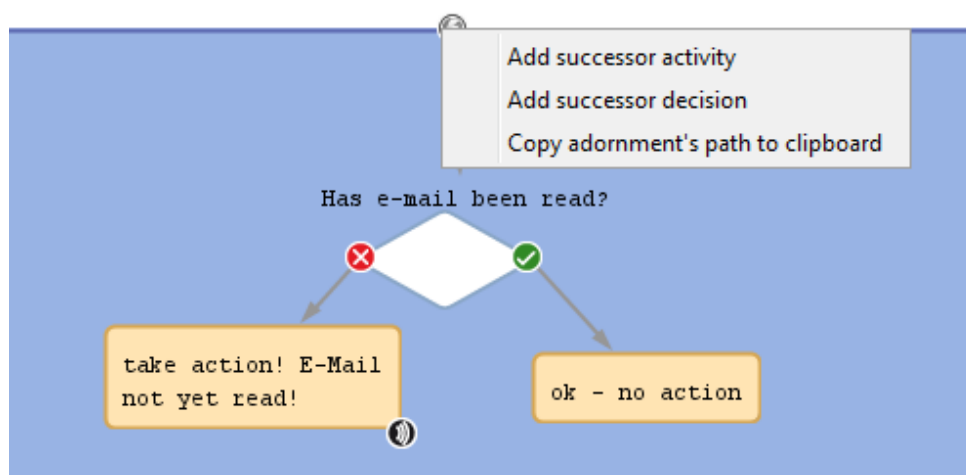 Add successor activity
Add successor decision
Copy adornment's path to clipboard
Has e-mail been read?
take action! E-Mail
not yet read!
ok - no action